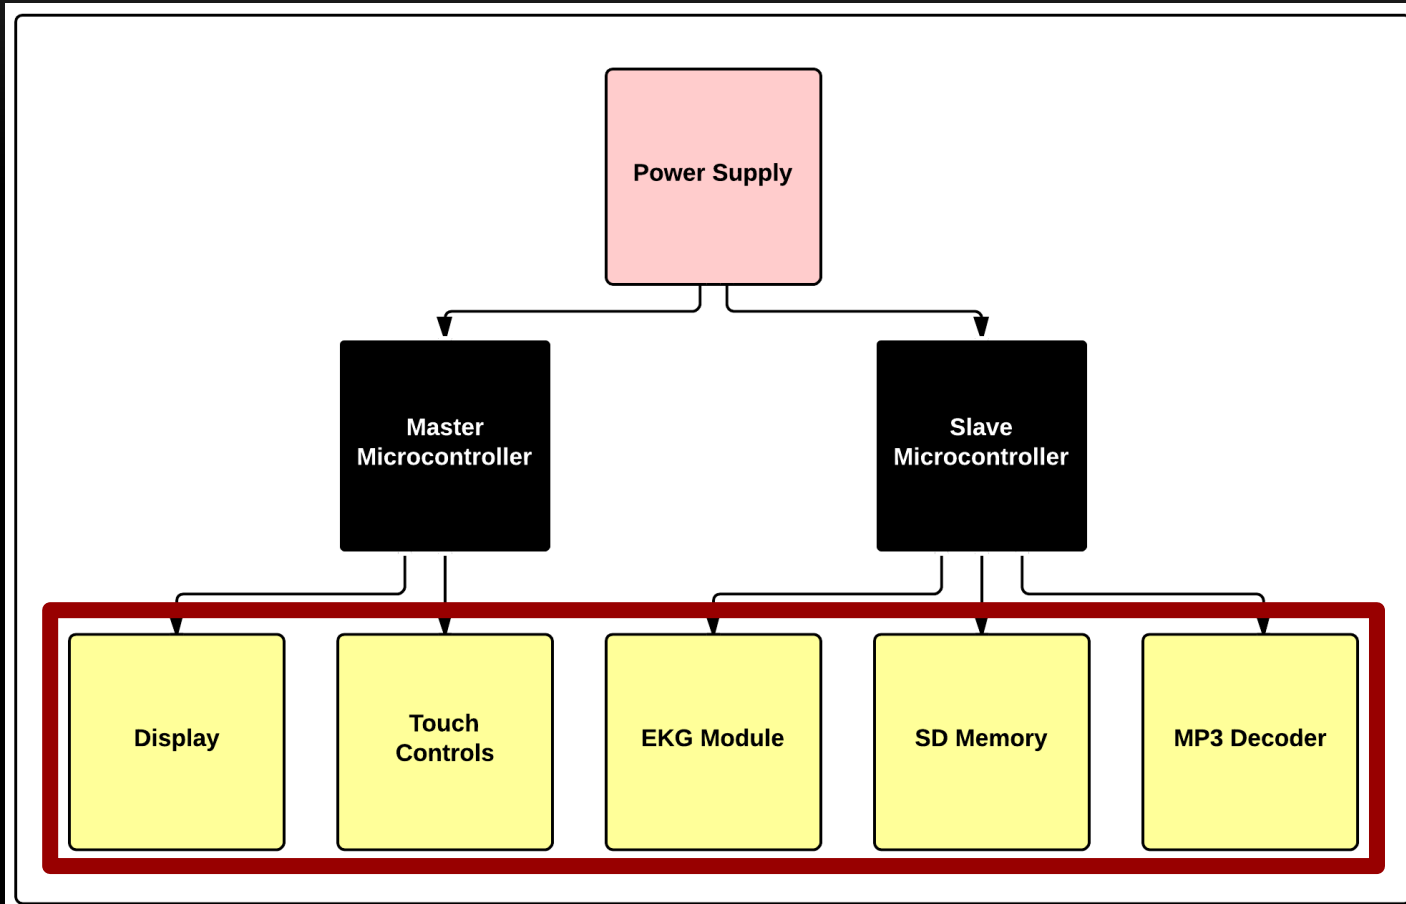 Power Supply
Master
Microcontroller
Slave
Microcontroller
Display
Touch
Controls
EKG Module
SD Memory
MP3 Decoder